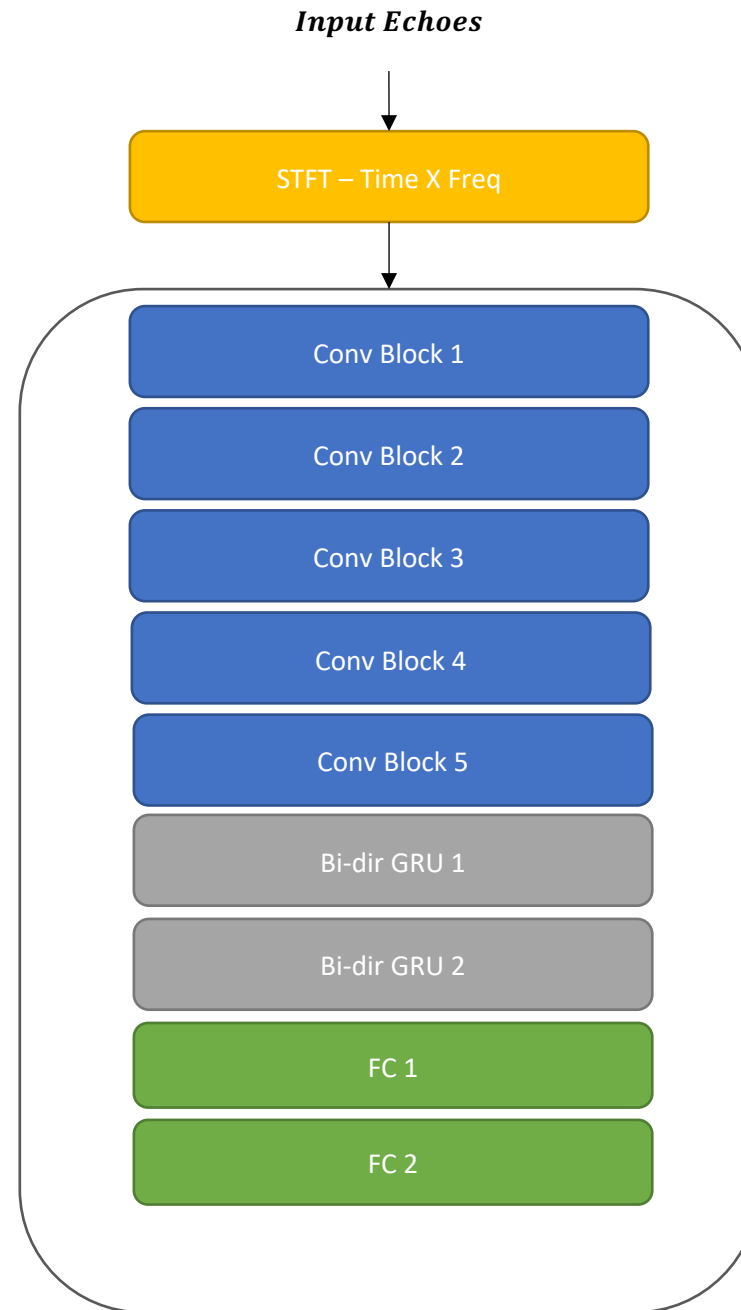 Input Echoes
STFT – Time X Freq
Conv Block 1
Conv Block 2
Conv Block 3
Conv Block 4
Conv Block 5
Bi-dir GRU 1
Bi-dir GRU 2
FC 1
FC 2